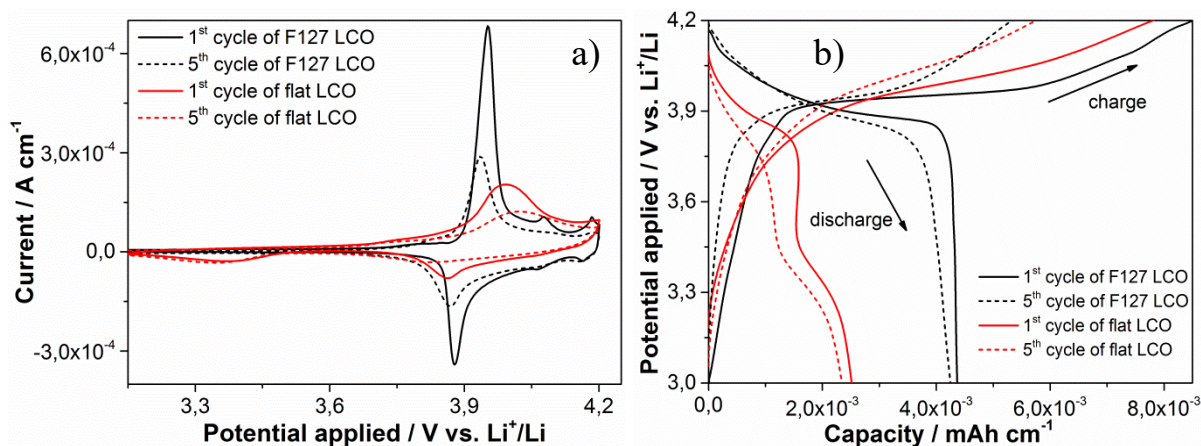 a)
6,0x10⁻⁴
3,0x10⁻⁴
0,0
-3,0x10⁻⁴
Current / A cm⁻¹
1ˢᵗ cycle of F127 LCO
5ᵗʰ cycle of F127 LCO
1ˢᵗ cycle of flat LCO
5ᵗʰ cycle of flat LCO
3,3 3,6 3,9 4,2
Potential applied / V vs. Li⁺/Li
b)
4,2
3,9
3,6
3,3
3,0
Potential applied / V vs. Li⁺/Li
charge
discharge
1ˢᵗ cycle of F127 LCO
5ᵗʰ cycle of F127 LCO
1ˢᵗ cycle of flat LCO
5ᵗʰ cycle of flat LCO
0,0 2,0x10⁻³ 4,0x10⁻³ 6,0x10⁻³ 8,0x10⁻³
Capacity / mAh cm⁻¹